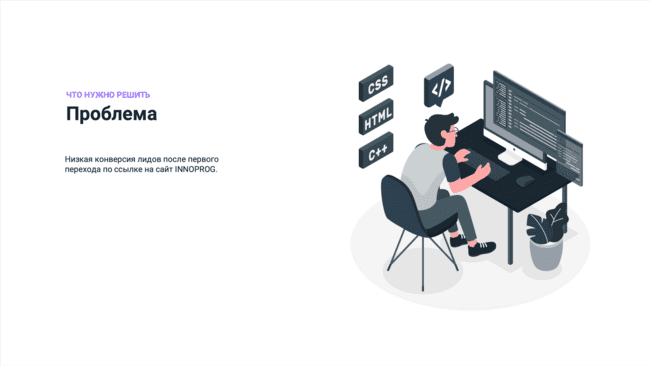 ЧТО НУЖНО РЕШИТЬ
Проблема
Низкая конверсия лидов после первого
перехода по ссылке на сайт INNOPROG.
CSS
</>
HTML
C++